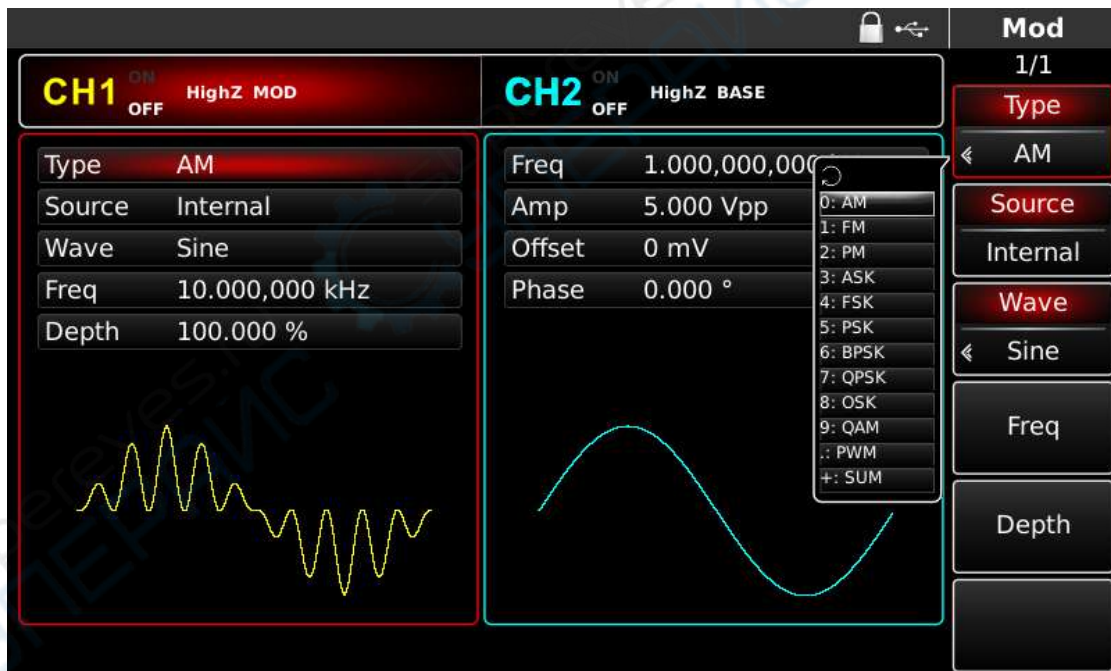 Mod
1/1
CH1 ON OFF HighZ MOD
CH2 ON OFF HighZ BASE
Type AM
Source Internal
Wave Sine
Freq 10.000,000 kHz
Depth 100.000 %
Freq 1.000,000,000
Amp 5.000 Vpp
Offset 0 mV
Phase 0.000 °
0: AM
1: FM
2: PM
3: ASK
4: FSK
5: PSK
6: BPSK
7: QPSK
8: OSK
9: QAM
.: PWM
+: SUM
Type
AM
Source
Internal
Wave
Sine
Freq
Depth